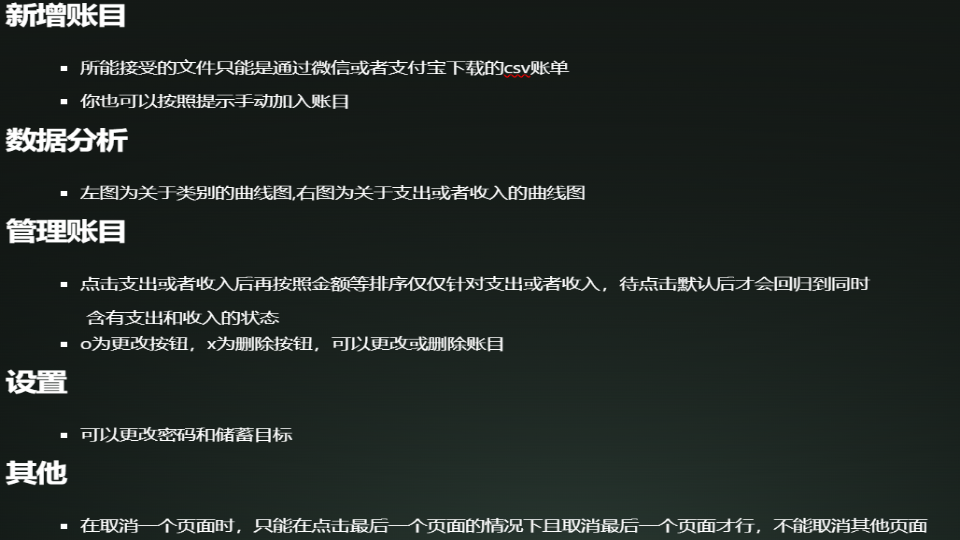 新增账目
▪ 所能接受的文件只能是通过微信或者支付宝下载的csv账单
▪ 你也可以按照提示手动加入账目
数据分析
▪ 左图为关于类别的曲线图,右图为关于支出或者收入的曲线图
管理账目
▪ 点击支出或者收入后再按照金额等排序仅仅针对支出或者收入，待点击默认后才会回归到同时
含有支出和收入的状态
▪ o为更改按钮，x为删除按钮，可以更改或删除账目
设置
▪ 可以更改密码和储蓄目标
其他
▪ 在取消一个页面时，只能在点击最后一个页面的情况下且取消最后一个页面才行，不能取消其他页面